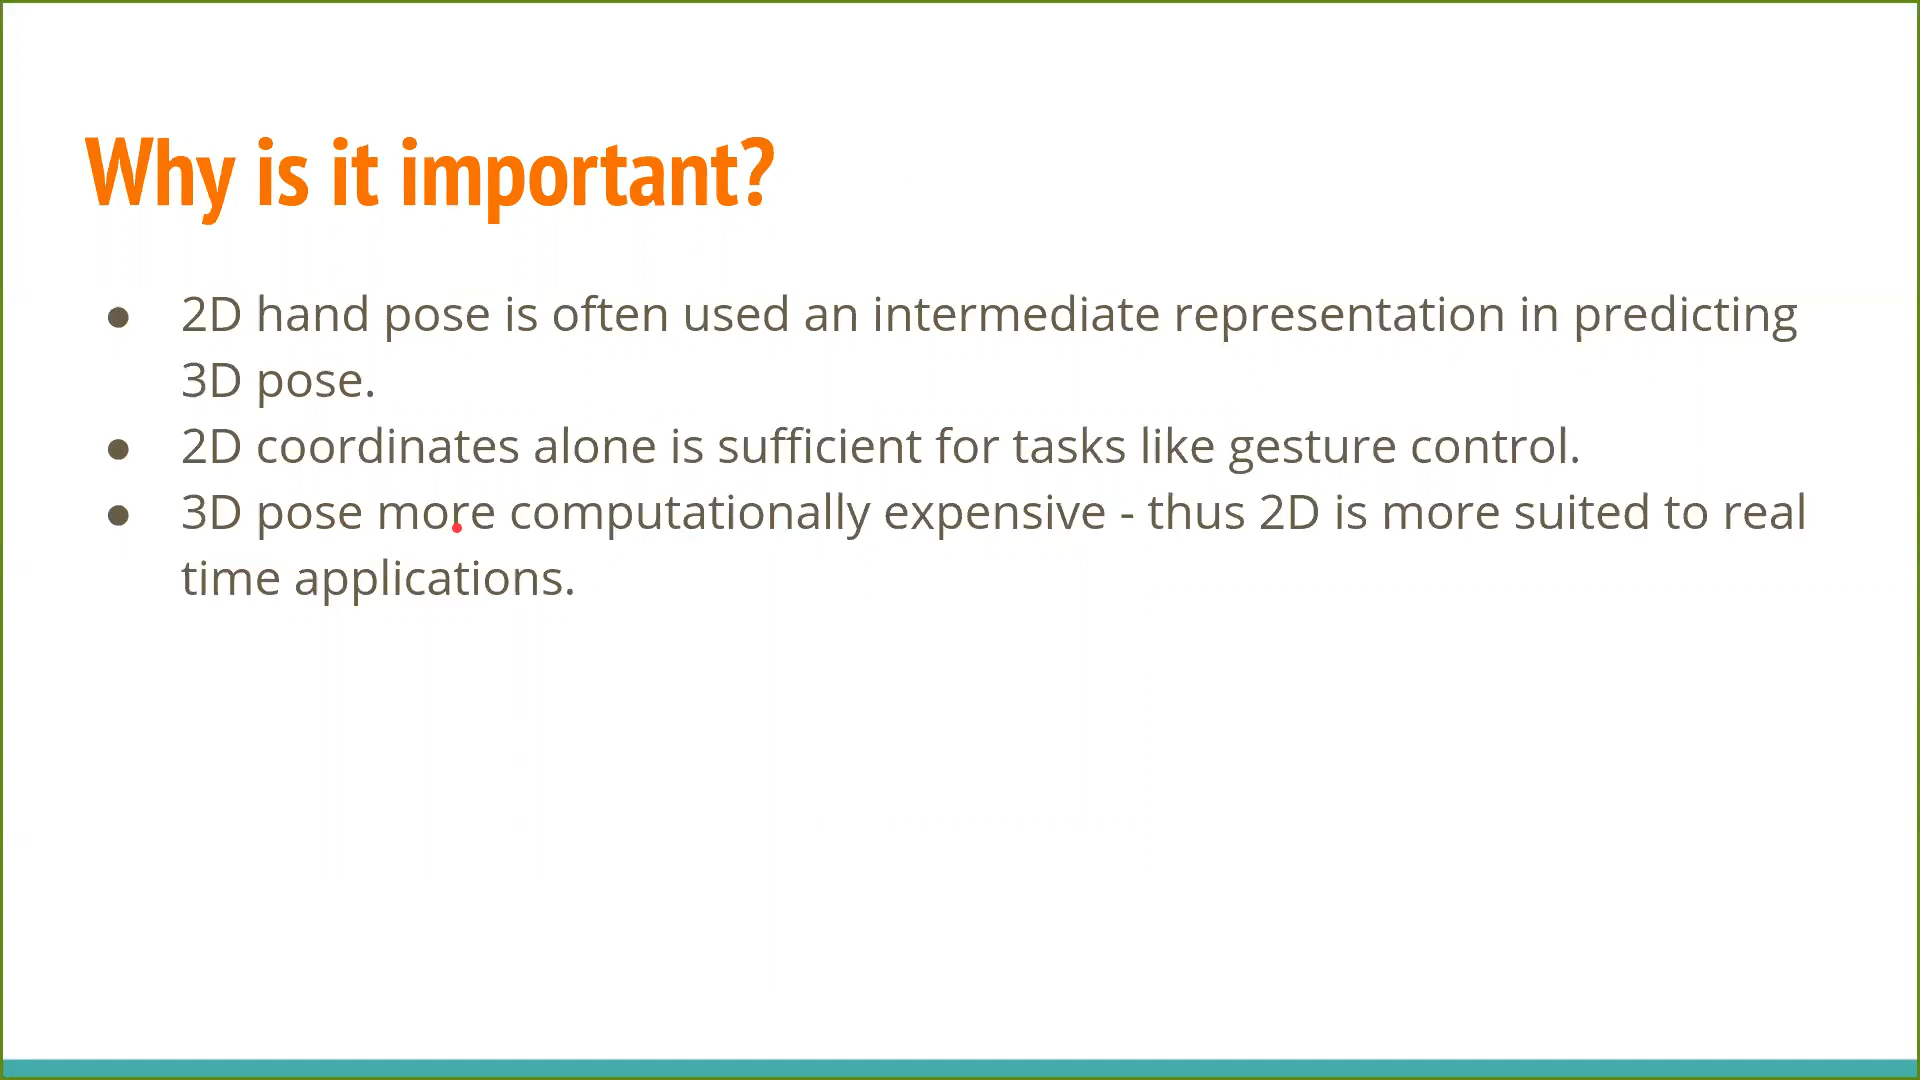 Why is it important?
● 2D hand pose is often used an intermediate representation in predicting
3D pose.
● 2D coordinates alone is sufficient for tasks like gesture control.
● 3D pose more computationally expensive - thus 2D is more suited to real
time applications.